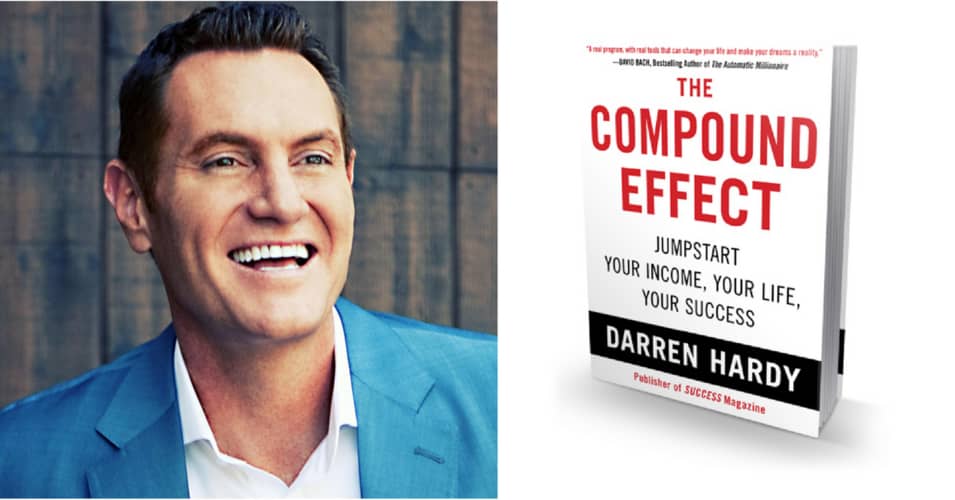 "A real program, with real tools that can change your life and make your dreams a reality."
—DAVID BACH, Bestselling Author of The Automatic Millionaire
THE
COMPOUND
EFFECT
JUMPSTART
YOUR INCOME, YOUR LIFE,
YOUR SUCCESS
DARREN HARDY
Publisher of SUCCESS Magazine